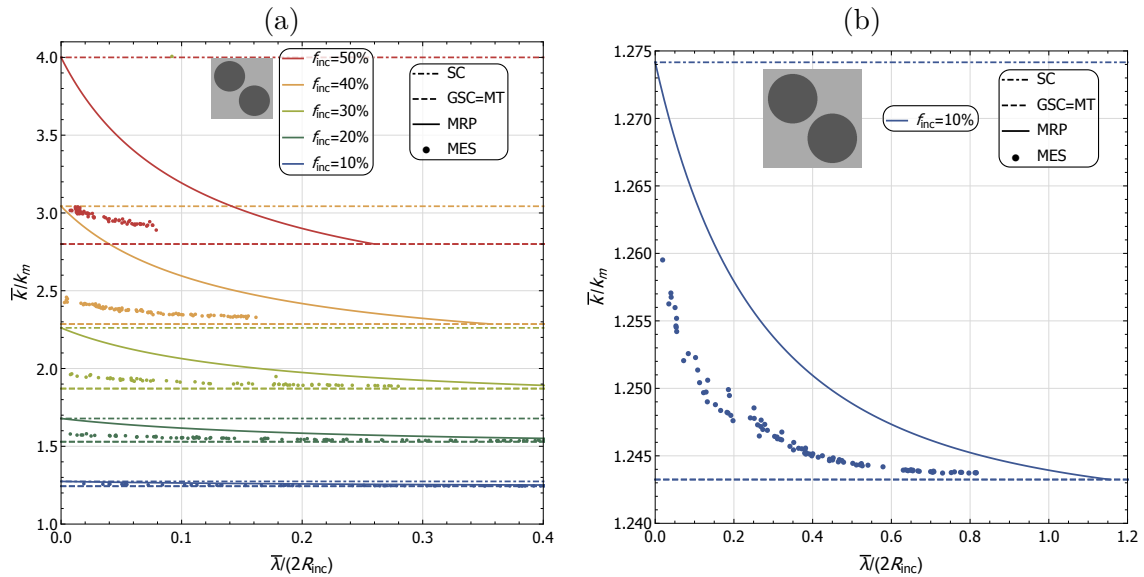 (a)
4.0
3.5
3.0
2.5
2.0
1.5
1.0
k̅/kₘ
f_inc=50%
f_inc=40%
f_inc=30%
f_inc=20%
f_inc=10%
SC
GSC=MT
MRP
MES
0.0 0.1 0.2 0.3 0.4
λ̅/(2R_inc)
(b)
1.275
1.270
1.265
1.260
1.255
1.250
1.245
1.240
k̅/kₘ
f_inc=10%
SC
GSC=MT
MRP
MES
0.0 0.2 0.4 0.6 0.8 1.0 1.2
λ̅/(2R_inc)